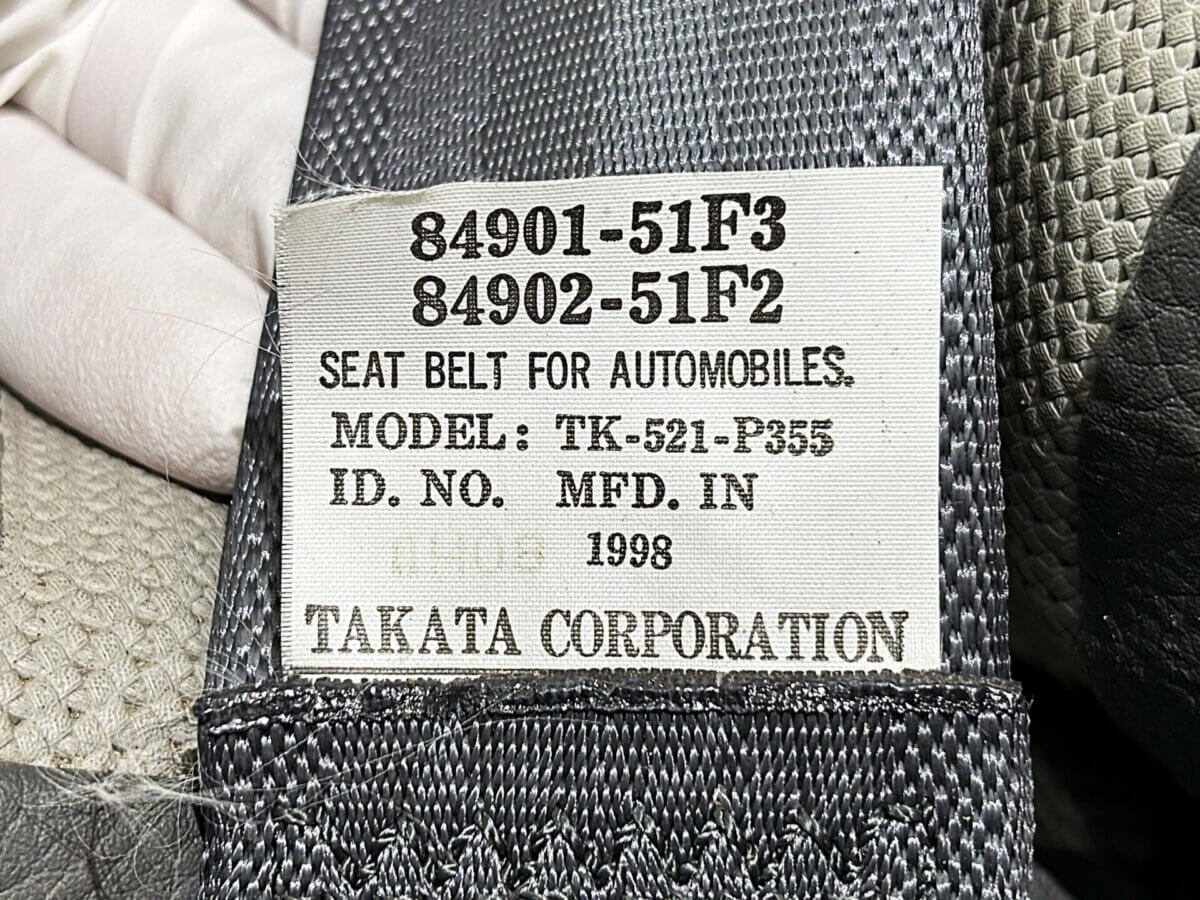 84901-51F3
84902-51F2
SEAT BELT FOR AUTOMOBILES.
MODEL: TK-521-P355
ID. NO. MFD. IN
1998
TAKATA CORPORATION